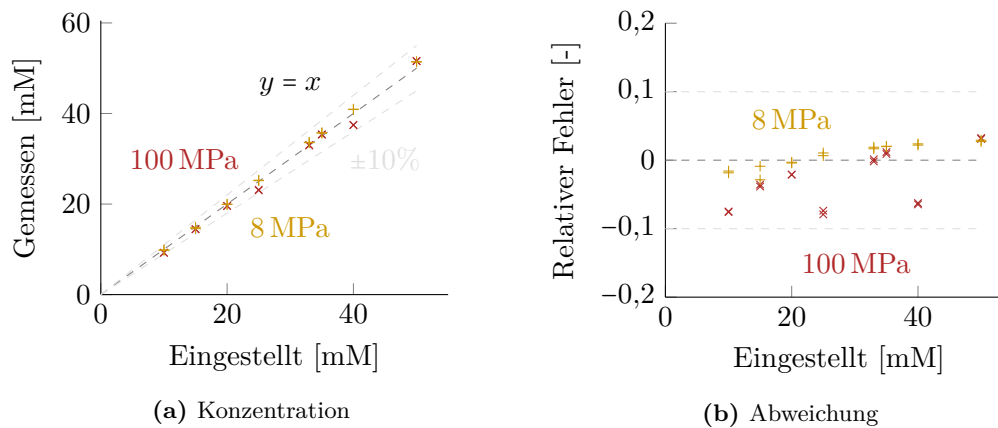 60
40
20
0
0
20
40
Gemessen [mM]
Eingestellt [mM]
y = x
100 MPa
±10%
8 MPa
(a) Konzentration
0,2
0,1
0
−0,1
−0,2
0
20
40
Relativer Fehler [-]
Eingestellt [mM]
8 MPa
100 MPa
(b) Abweichung